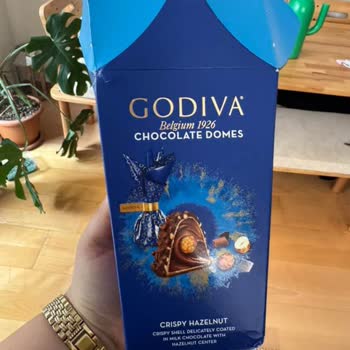 GODIVA
Belgium 1926
CHOCOLATE DOMES
CRISPY HAZELNUT
CRISPY SHELL DELICATELY COATED
IN MILK CHOCOLATE WITH
HAZELNUT CENTER